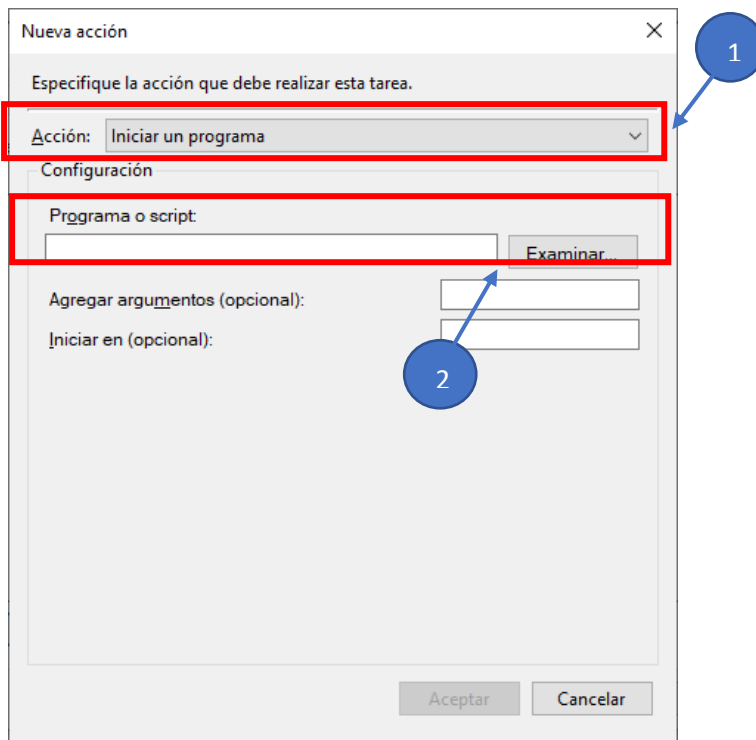 Nueva acción
1
Especifique la acción que debe realizar esta tarea.
Acción: Iniciar un programa
Configuración
Programa o script:
Examinar...
Agregar argumentos (opcional):
Iniciar en (opcional):
2
Aceptar Cancelar